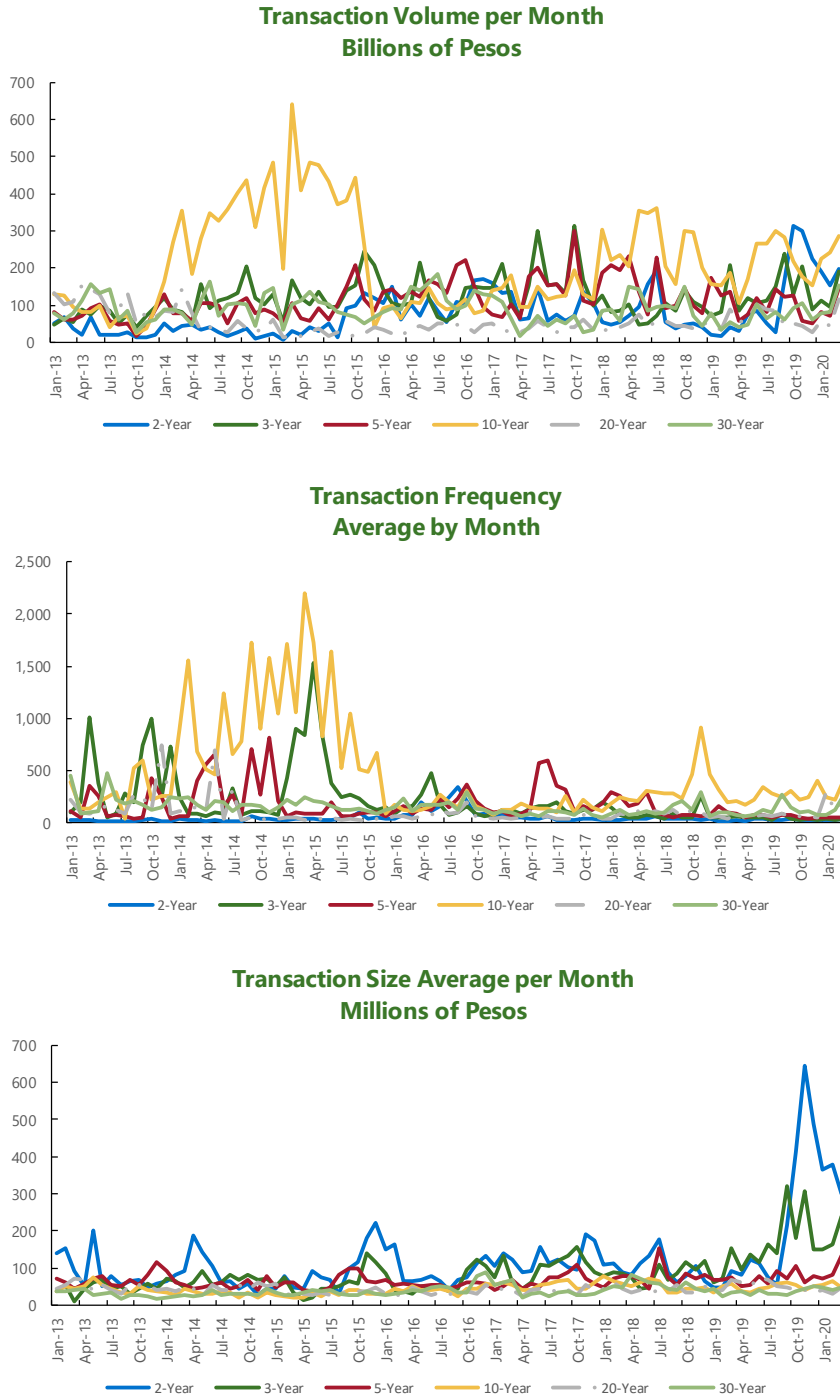 Transaction Volume per Month
Billions of Pesos
700
600
500
400
300
200
100
0
Jan-13 Apr-13 Jul-13 Oct-13 Jan-14 Apr-14 Jul-14 Oct-14 Jan-15 Apr-15 Jul-15 Oct-15 Jan-16 Apr-16 Jul-16 Oct-16 Jan-17 Apr-17 Jul-17 Oct-17 Jan-18 Apr-18 Jul-18 Oct-18 Jan-19 Apr-19 Jul-19 Oct-19 Jan-20
2-Year 3-Year 5-Year 10-Year 20-Year 30-Year
Transaction Frequency
Average by Month
2,500
2,000
1,500
1,000
500
0
Jan-13 Apr-13 Jul-13 Oct-13 Jan-14 Apr-14 Jul-14 Oct-14 Jan-15 Apr-15 Jul-15 Oct-15 Jan-16 Apr-16 Jul-16 Oct-16 Jan-17 Apr-17 Jul-17 Oct-17 Jan-18 Apr-18 Jul-18 Oct-18 Jan-19 Apr-19 Jul-19 Oct-19 Jan-20
2-Year 3-Year 5-Year 10-Year 20-Year 30-Year
Transaction Size Average per Month
Millions of Pesos
700
600
500
400
300
200
100
0
Jan-13 Apr-13 Jul-13 Oct-13 Jan-14 Apr-14 Jul-14 Oct-14 Jan-15 Apr-15 Jul-15 Oct-15 Jan-16 Apr-16 Jul-16 Oct-16 Jan-17 Apr-17 Jul-17 Oct-17 Jan-18 Apr-18 Jul-18 Oct-18 Jan-19 Apr-19 Jul-19 Oct-19 Jan-20
2-Year 3-Year 5-Year 10-Year 20-Year 30-Year